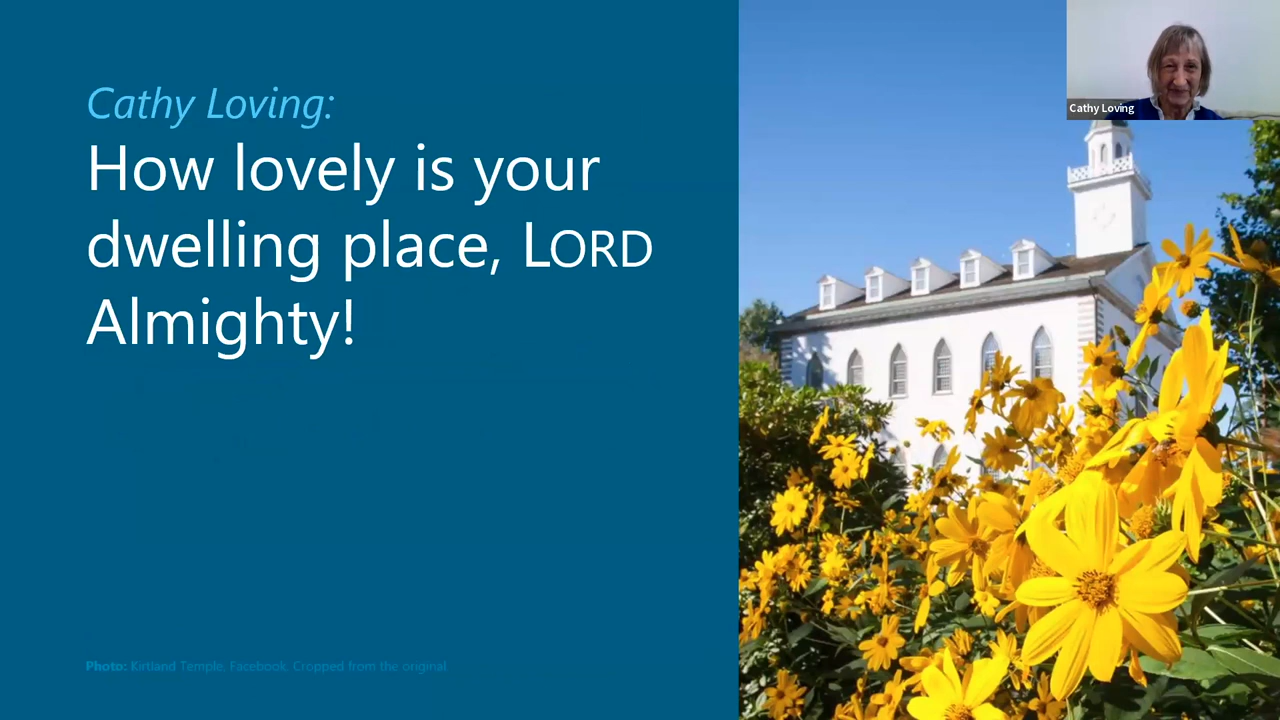 Cathy Loving:
How lovely is your
dwelling place, LORD
Almighty!
Photo: Kirtland Temple, Facebook. Cropped from the original
Cathy Loving